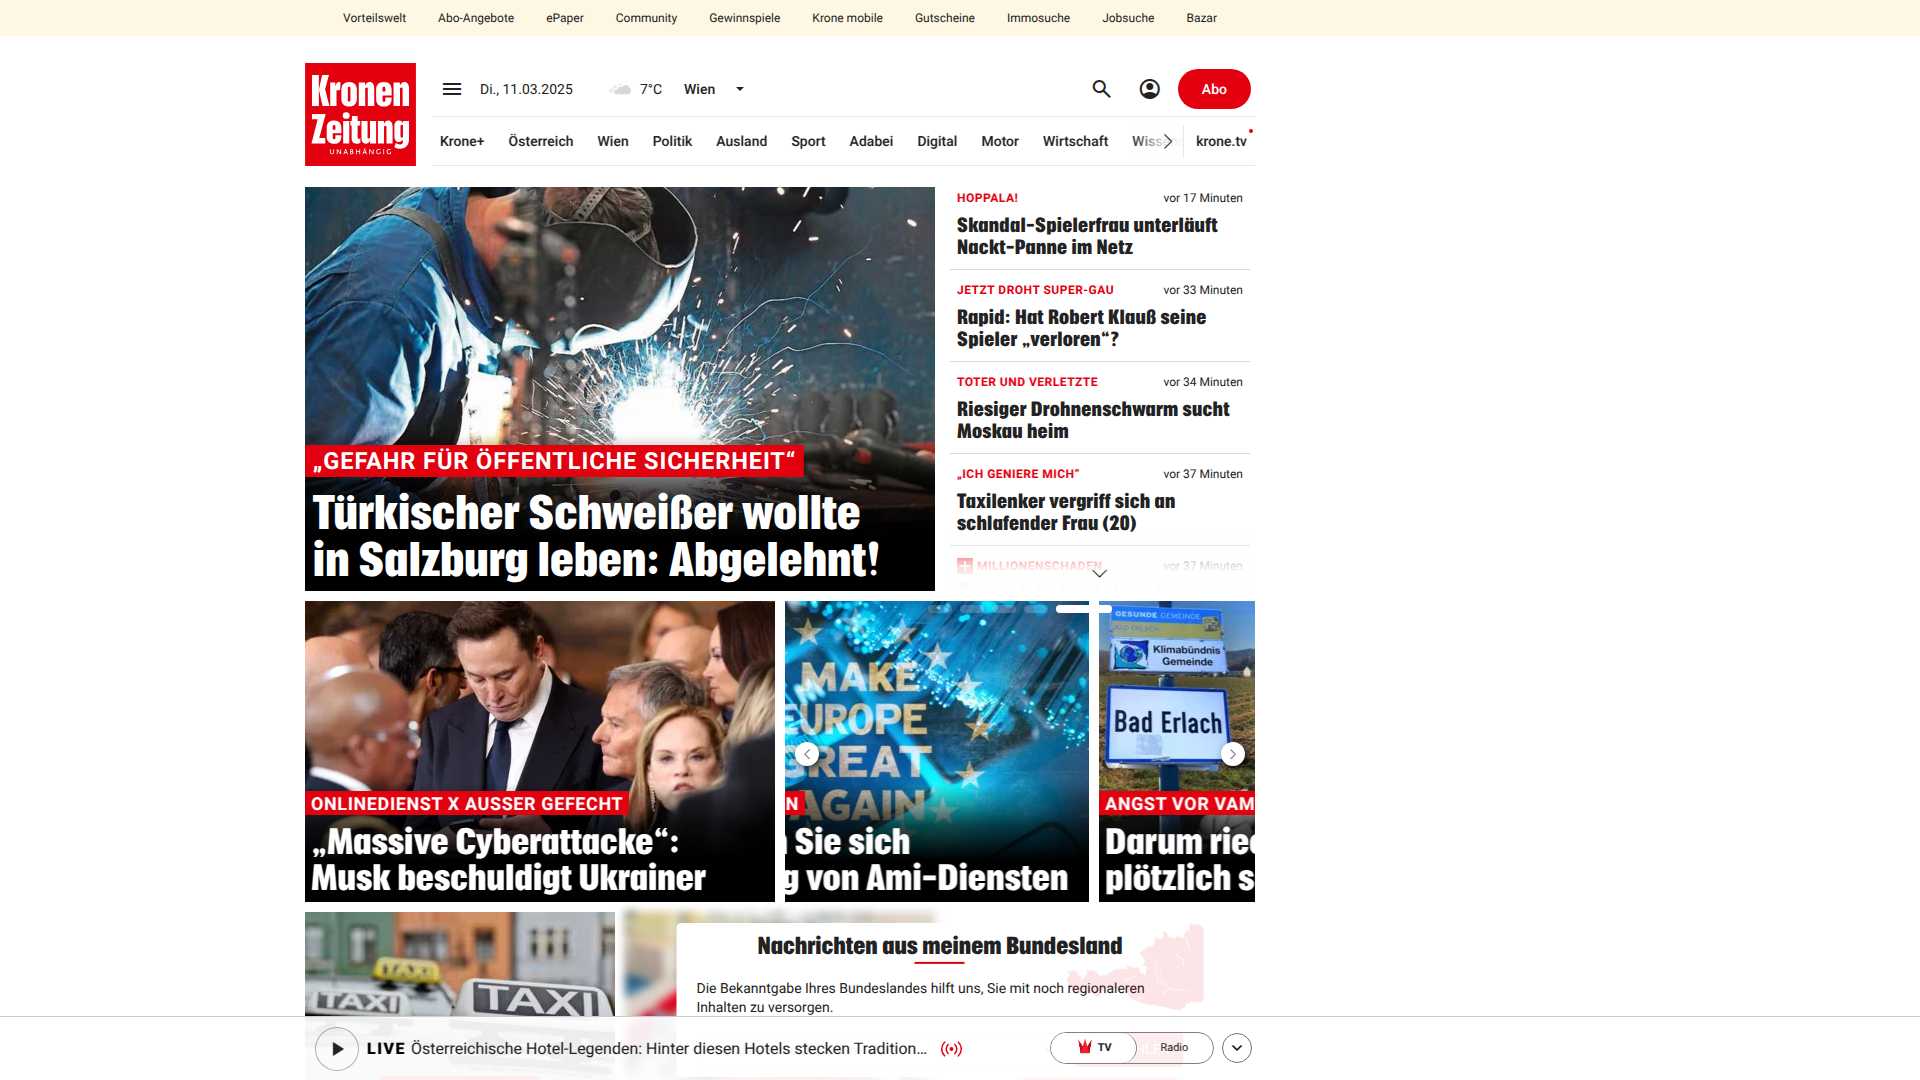 Vorteilswelt Abo-Angebote ePaper Community Gewinnspiele Krone mobile Gutscheine Immosuche Jobsuche Bazar
Kronen
Zeitung
UNABHÄNGIG
Di., 11.03.2025 7°C Wien
Abo
Krone+ Österreich Wien Politik Ausland Sport Adabei Digital Motor Wirtschaft Wiss krone.tv
„GEFAHR FÜR ÖFFENTLICHE SICHERHEIT“
Türkischer Schweißer wollte
in Salzburg leben: Abgelehnt!
HOPPALA! vor 17 Minuten
Skandal-Spielerfrau unterläuft
Nackt-Panne im Netz
JETZT DROHT SUPER-GAU vor 33 Minuten
Rapid: Hat Robert Klauß seine
Spieler „verloren“?
TOTER UND VERLETZTE vor 34 Minuten
Riesiger Drohnenschwarm sucht
Moskau heim
„ICH GENIERE MICH“ vor 37 Minuten
Taxilenker vergriff sich an
schlafender Frau (20)
MILLIONENSCHADEN vor 37 Minuten
ONLINEDIENST X AUSSER GEFECHT
„Massive Cyberattacke“:
Musk beschuldigt Ukrainer
MAKE
EUROPE
GREAT
AGAIN
N
Sie sich
g von Ami-Diensten
GESUNDE GEMEINDE
BAD ERLACH
Klimabündnis
Gemeinde
Bad Erlach
ANGST VOR VAM
Darum rie
plötzlich s
TAXI
TAXI
TAXI
Nachrichten aus meinem Bundesland
Die Bekanntgabe Ihres Bundeslandes hilft uns, Sie mit noch regionaleren
Inhalten zu versorgen.
LIVE Österreichische Hotel-Legenden: Hinter diesen Hotels stecken Tradition...
TV Radio